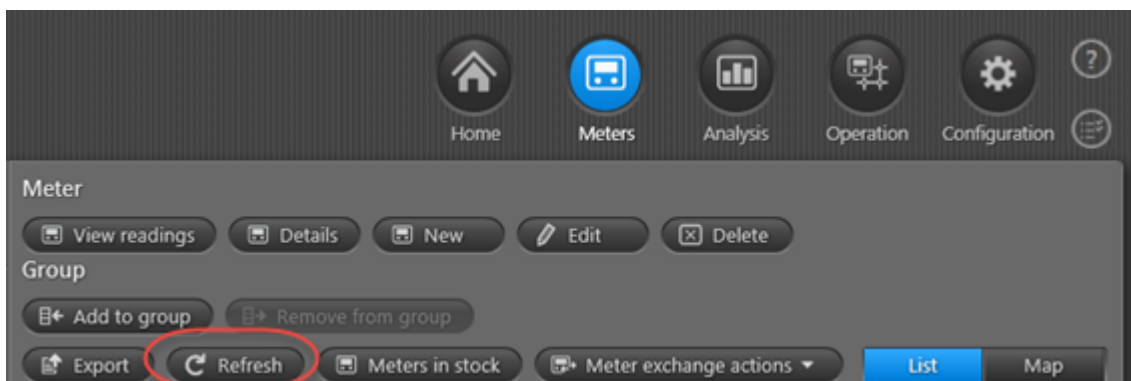 Home Meters Analysis Operation Configuration ?
Meter
View readings Details New Edit Delete
Group
Add to group Remove from group
Export Refresh Meters in stock Meter exchange actions List Map